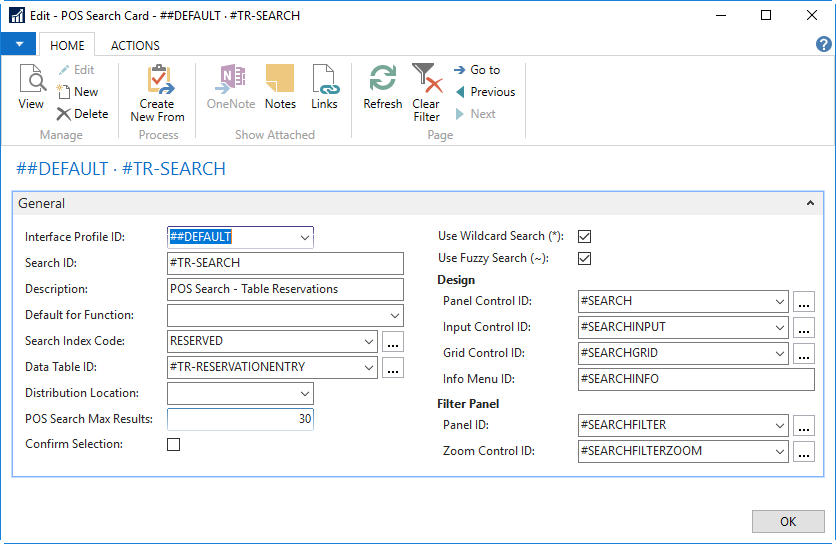 Edit - POS Search Card - ##DEFAULT · #TR-SEARCH
HOME ACTIONS ?
View
Edit
New
Delete
Manage
Create New From
Process
OneNote Notes Links
Show Attached
Refresh Clear Filter
Go to
Previous
Next
Page
##DEFAULT · #TR-SEARCH
General
Interface Profile ID: ##DEFAULT
Search ID: #TR-SEARCH
Description: POS Search - Table Reservations
Default for Function:
Search Index Code: RESERVED ...
Data Table ID: #TR-RESERVATIONENTRY ...
Distribution Location:
POS Search Max Results: 30
Confirm Selection:
Use Wildcard Search (*):
Use Fuzzy Search (~):
Design
Panel Control ID: #SEARCH ...
Input Control ID: #SEARCHINPUT ...
Grid Control ID: #SEARCHGRID ...
Info Menu ID: #SEARCHINFO
Filter Panel
Panel ID: #SEARCHFILTER ...
Zoom Control ID: #SEARCHFILTERZOOM ...
OK